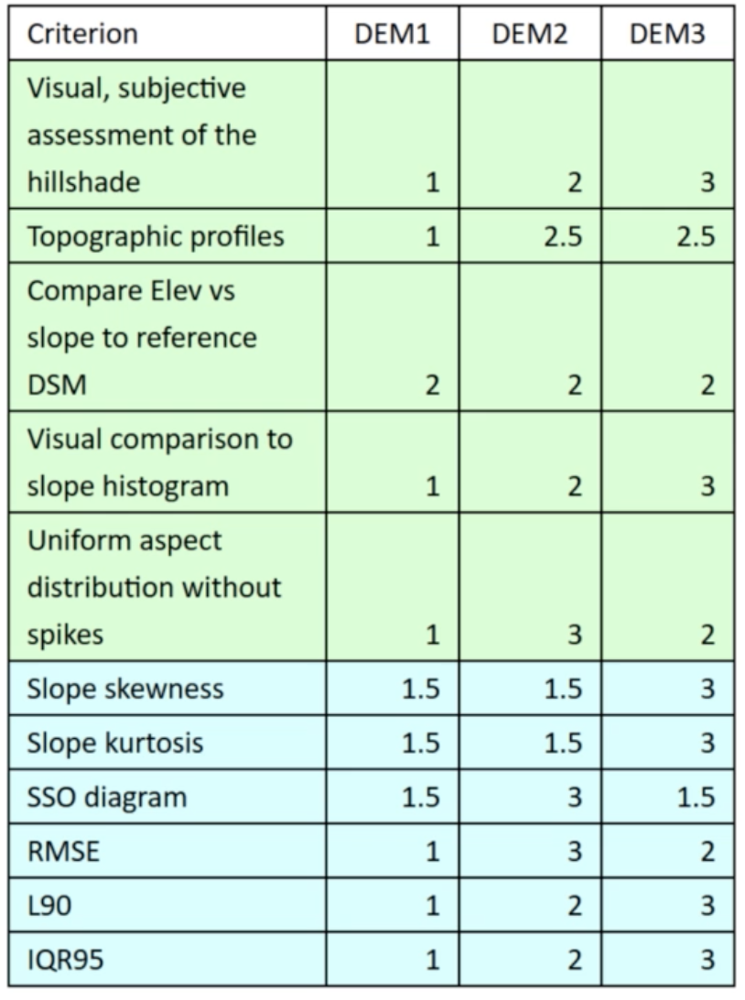 Criterion DEM1 DEM2 DEM3
Visual, subjective
assessment of the
hillshade 1 2 3
Topographic profiles 1 2.5 2.5
Compare Elev vs
slope to reference
DSM 2 2 2
Visual comparison to
slope histogram 1 2 3
Uniform aspect
distribution without
spikes 1 3 2
Slope skewness 1.5 1.5 3
Slope kurtosis 1.5 1.5 3
SSO diagram 1.5 3 1.5
RMSE 1 3 2
L90 1 2 3
IQR95 1 2 3